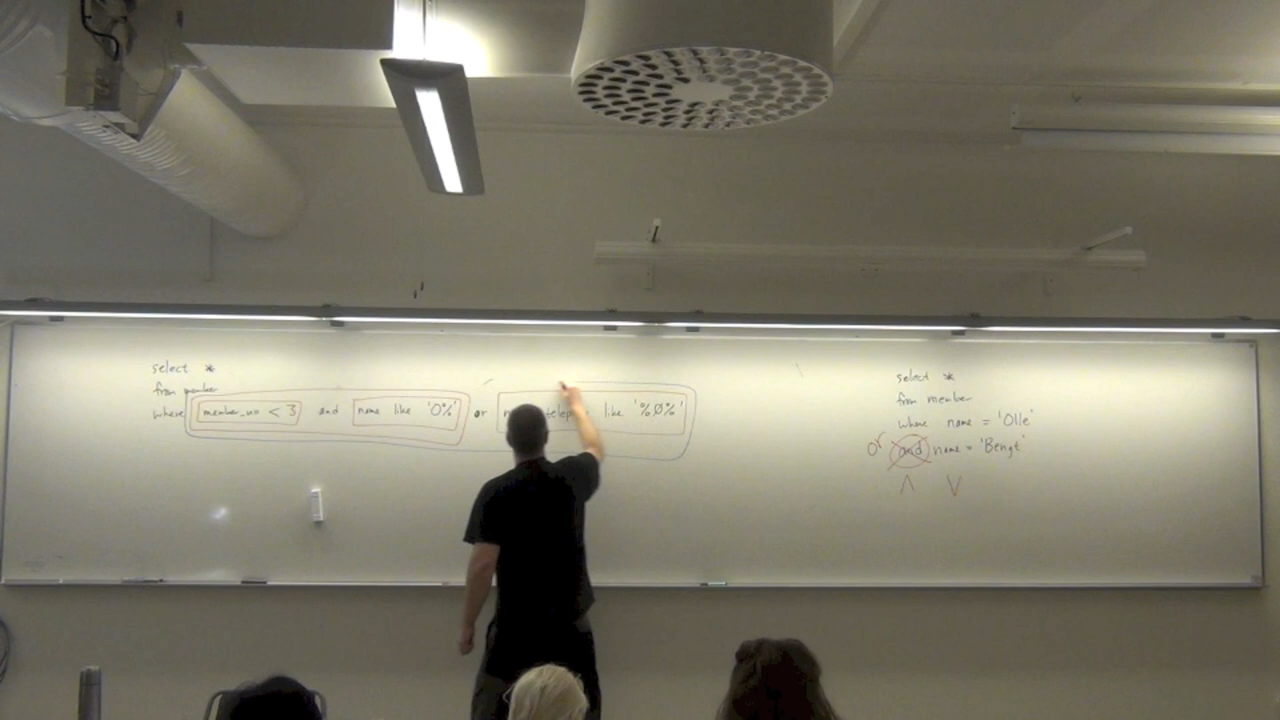 select *
from member
where member_no < 3 and name like 'O%' or like '%0%'
select *
from member
where name = 'Olle'
or and name = 'Bengt'
∧ ∨